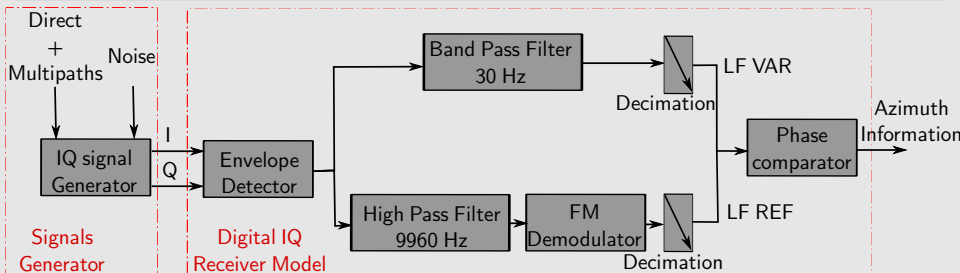 Direct
+
Multipaths
Noise
IQ signal
Generator
I
Q
Signals
Generator
Envelope
Detector
Digital IQ
Receiver Model
Band Pass Filter
30 Hz
Decimation
LF VAR
High Pass Filter
9960 Hz
FM
Demodulator
Decimation
LF REF
Phase
comparator
Azimuth
Information